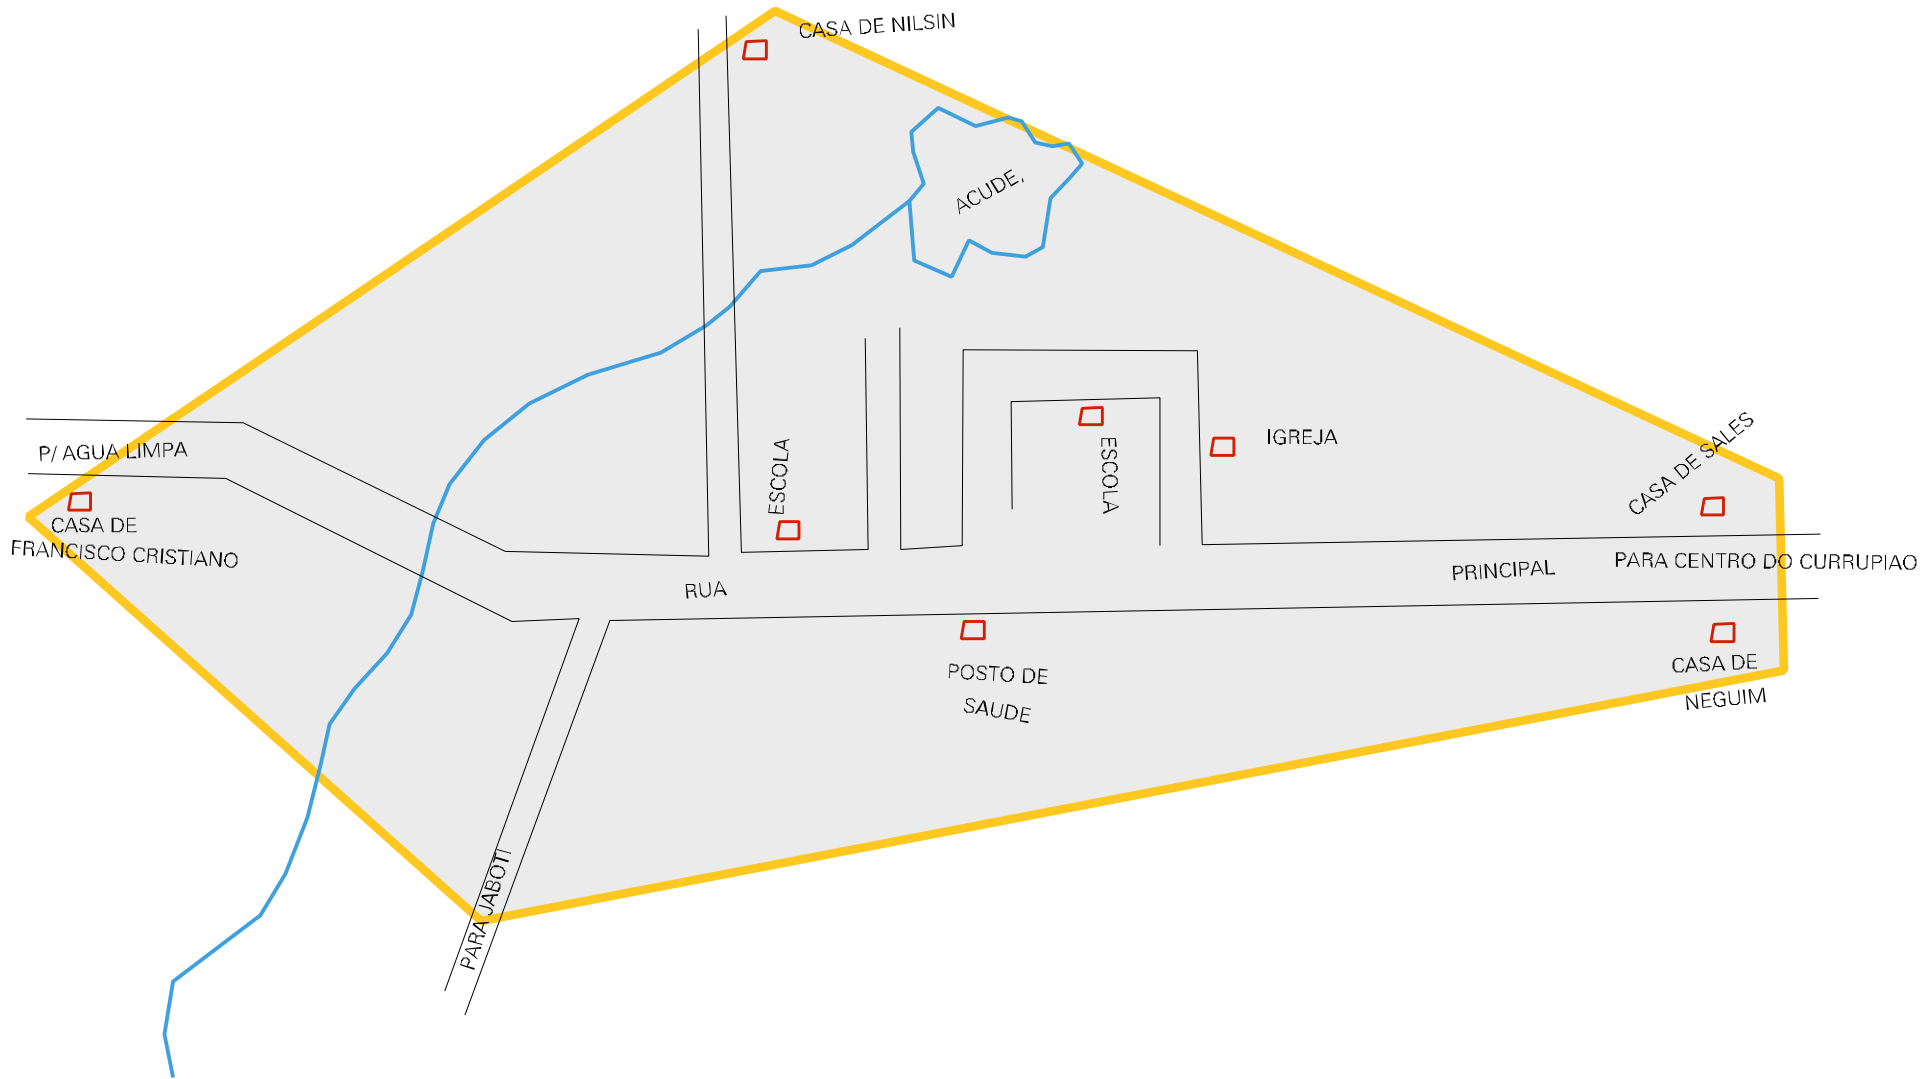 CASA DE NILSIN
ACUDE,
P/ AGUA LIMPA
CASA DE
FRANCISCO CRISTIANO
ESCOLA
ESCOLA
IGREJA
CASA DE SALES
RUA
PRINCIPAL
PARA CENTRO DO CURRUPIAO
POSTO DE
SAUDE
CASA DE
NEGUIM
PARA JABOTI